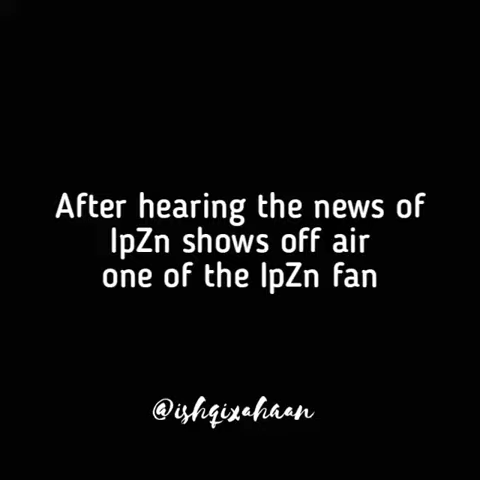 After hearing the news of
IpZn shows off air
one of the IpZn fan
@ishqixahaan